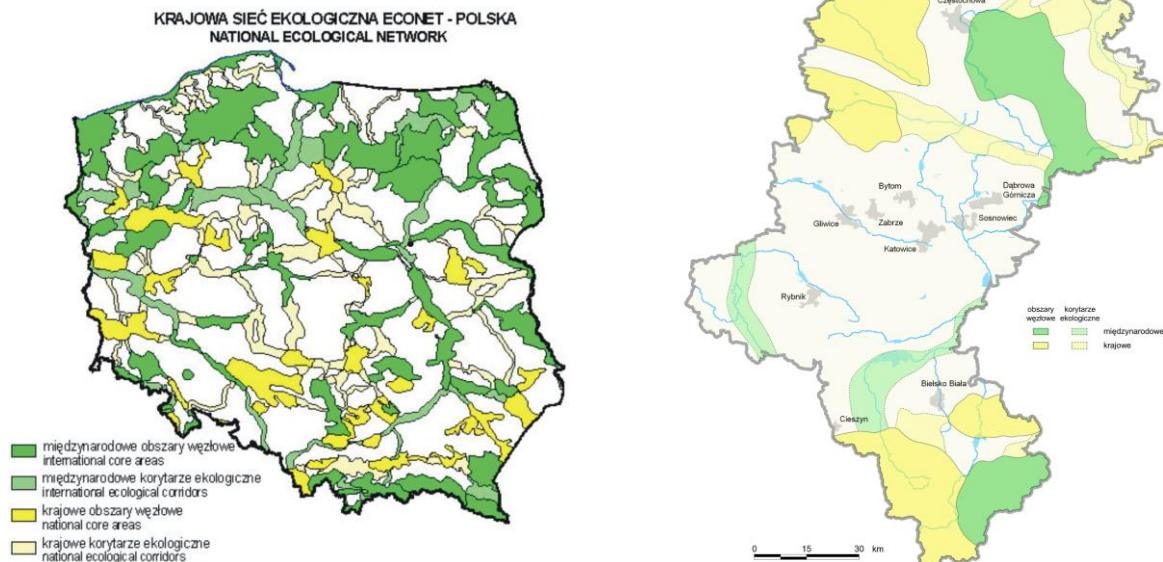 KRAJOWA SIEĆ EKOLOGICZNA ECONET - POLSKA
NATIONAL ECOLOGICAL NETWORK
międzynarodowe obszary węzłowe
international core areas
międzynarodowe korytarze ekologiczne
international ecological corridors
krajowe obszary węzłowe
national core areas
krajowe korytarze ekologiczne
national ecological corridors
Częstochowa
Bytom
Dąbrowa
Górnicza
Gliwice
Zabrze
Sosnowiec
Katowice
Rybnik
obszary korytarze
węzłowe ekologiczne
międzynarodowe
krajowe
Bielsko Biała
Cieszyn
0 15 30 km